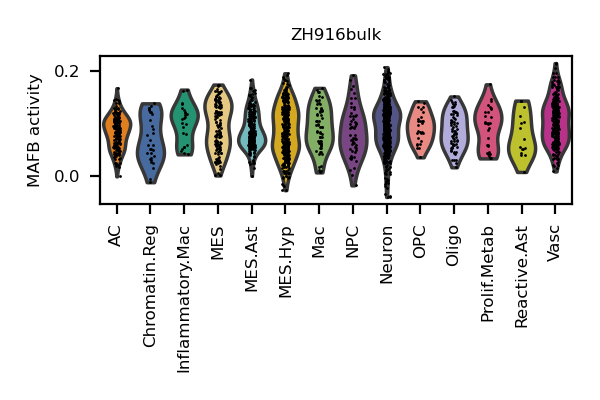 ZH916bulk
MAFB activity
0.2
0.0
AC
Chromatin.Reg
Inflammatory.Mac
MES
MES.Ast
MES.Hyp
Mac
NPC
Neuron
OPC
Oligo
Prolif.Metab
Reactive.Ast
Vasc